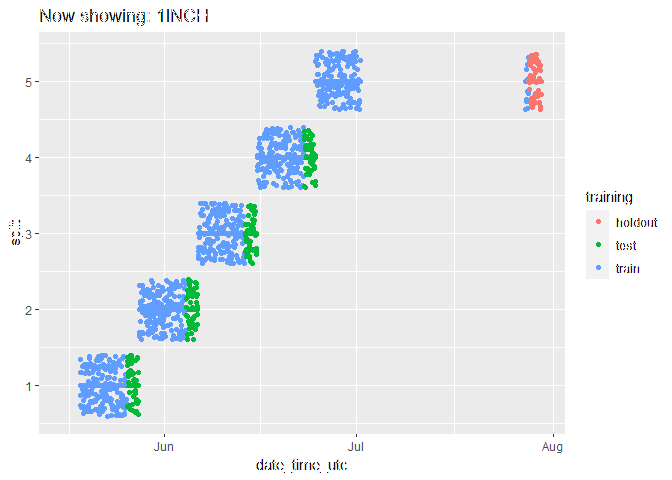 Now showing: 1INCH
5
4
split
3
2
1
Jun
Jul
Aug
date_time_utc
training
holdout
test
train